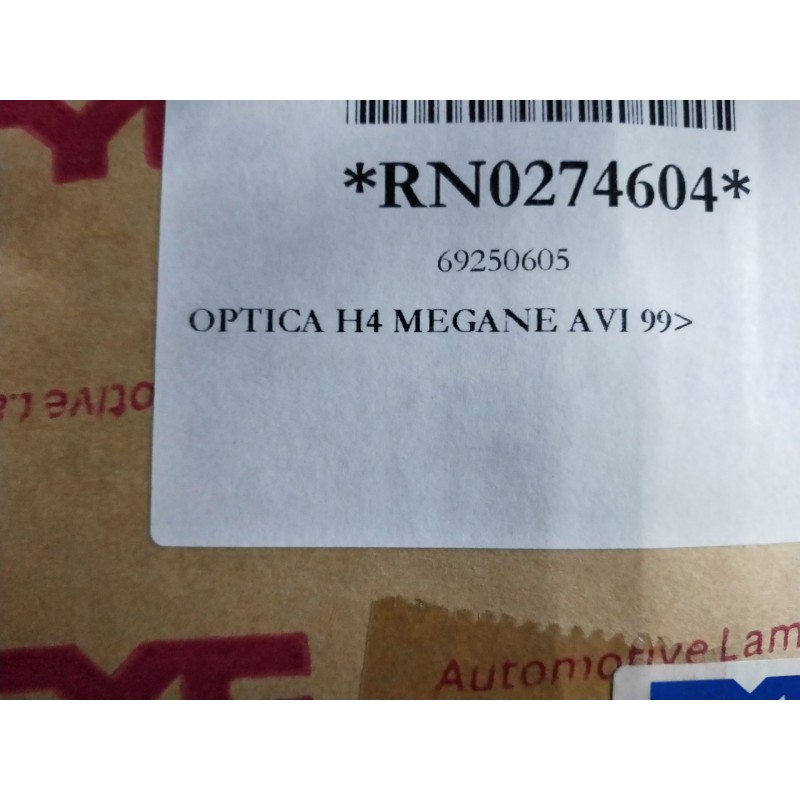 *RN0274604*
69250605
OPTICA H4 MEGANE AVI 99>
Automotive Lam